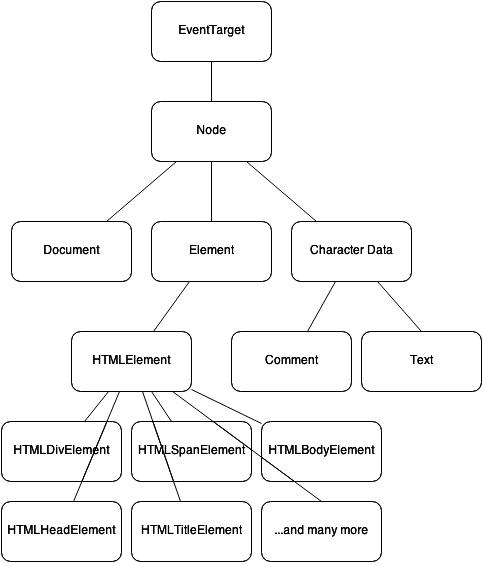 EventTarget
Node
Document
Element
Character Data
HTMLElement
Comment
Text
HTMLDivElement
HTMLSpanElement
HTMLBodyElement
HTMLHeadElement
HTMLTitleElement
...and many more